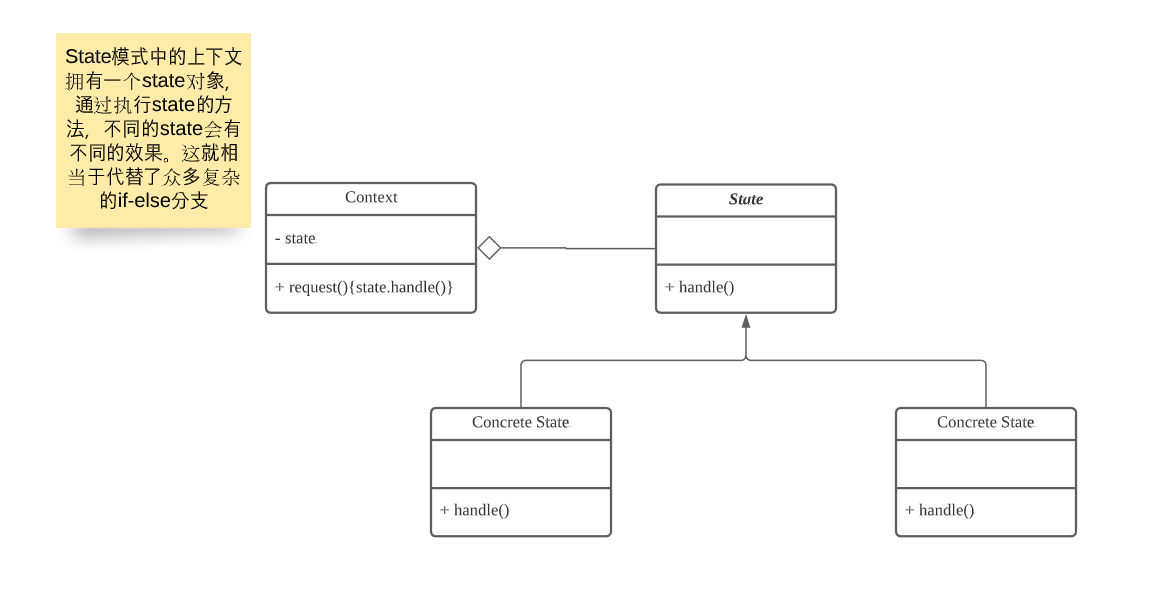 State模式中的上下文
拥有一个state对象，
通过执行state的方
法， 不同的state会有
不同的效果。这就相
当于代替了众多复杂
的if-else分支
Context
- state
+ request(){state.handle()}
State
+ handle()
Concrete State
+ handle()
Concrete State
+ handle()